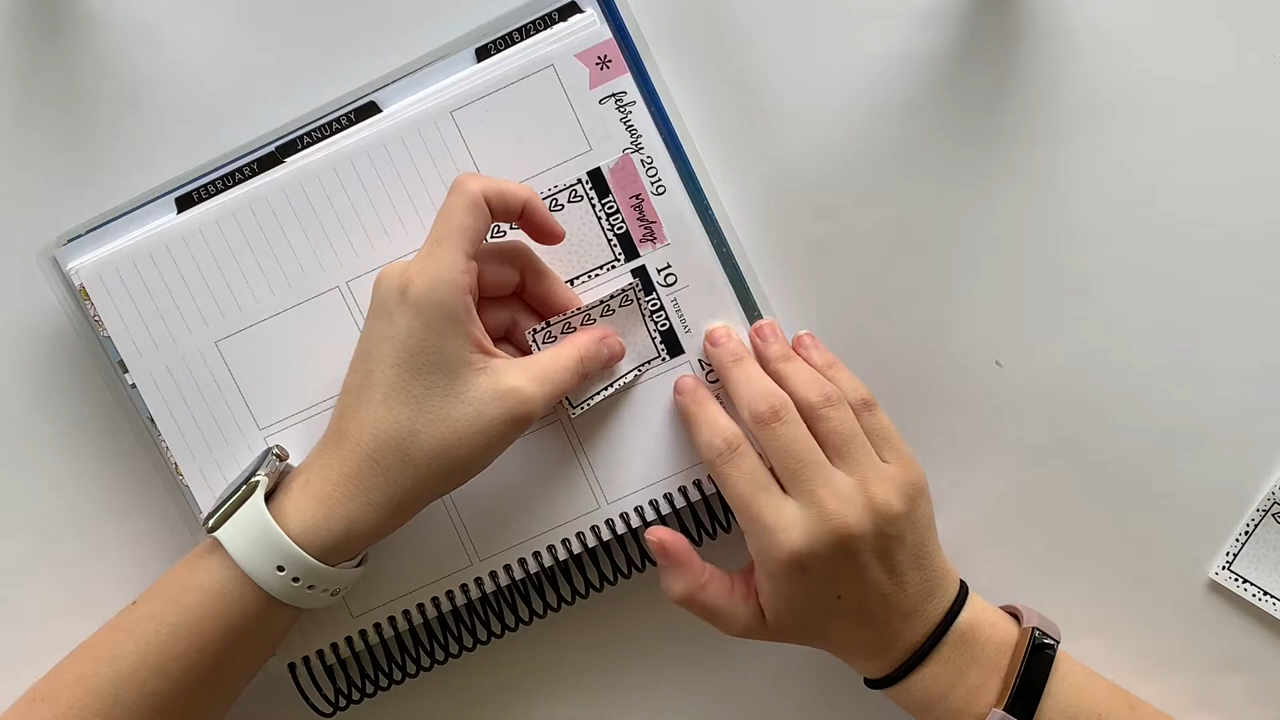 2018/2019
JANUARY
FEBRUARY
*
february 2019
Monday
TO DO
19
TUESDAY
TO DO
20